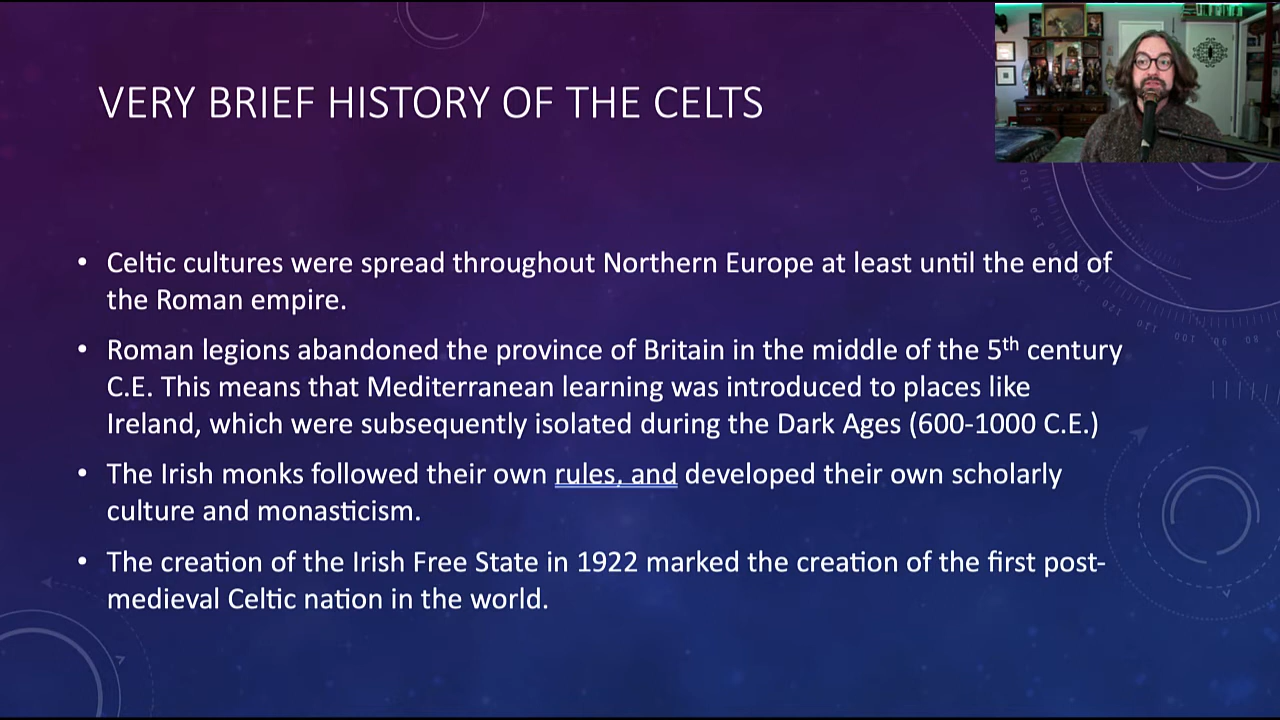 VERY BRIEF HISTORY OF THE CELTS
• Celtic cultures were spread throughout Northern Europe at least until the end of
the Roman empire.
• Roman legions abandoned the province of Britain in the middle of the 5th century
C.E. This means that Mediterranean learning was introduced to places like
Ireland, which were subsequently isolated during the Dark Ages (600-1000 C.E.)
• The Irish monks followed their own rules, and developed their own scholarly
culture and monasticism.
• The creation of the Irish Free State in 1922 marked the creation of the first post-
medieval Celtic nation in the world.